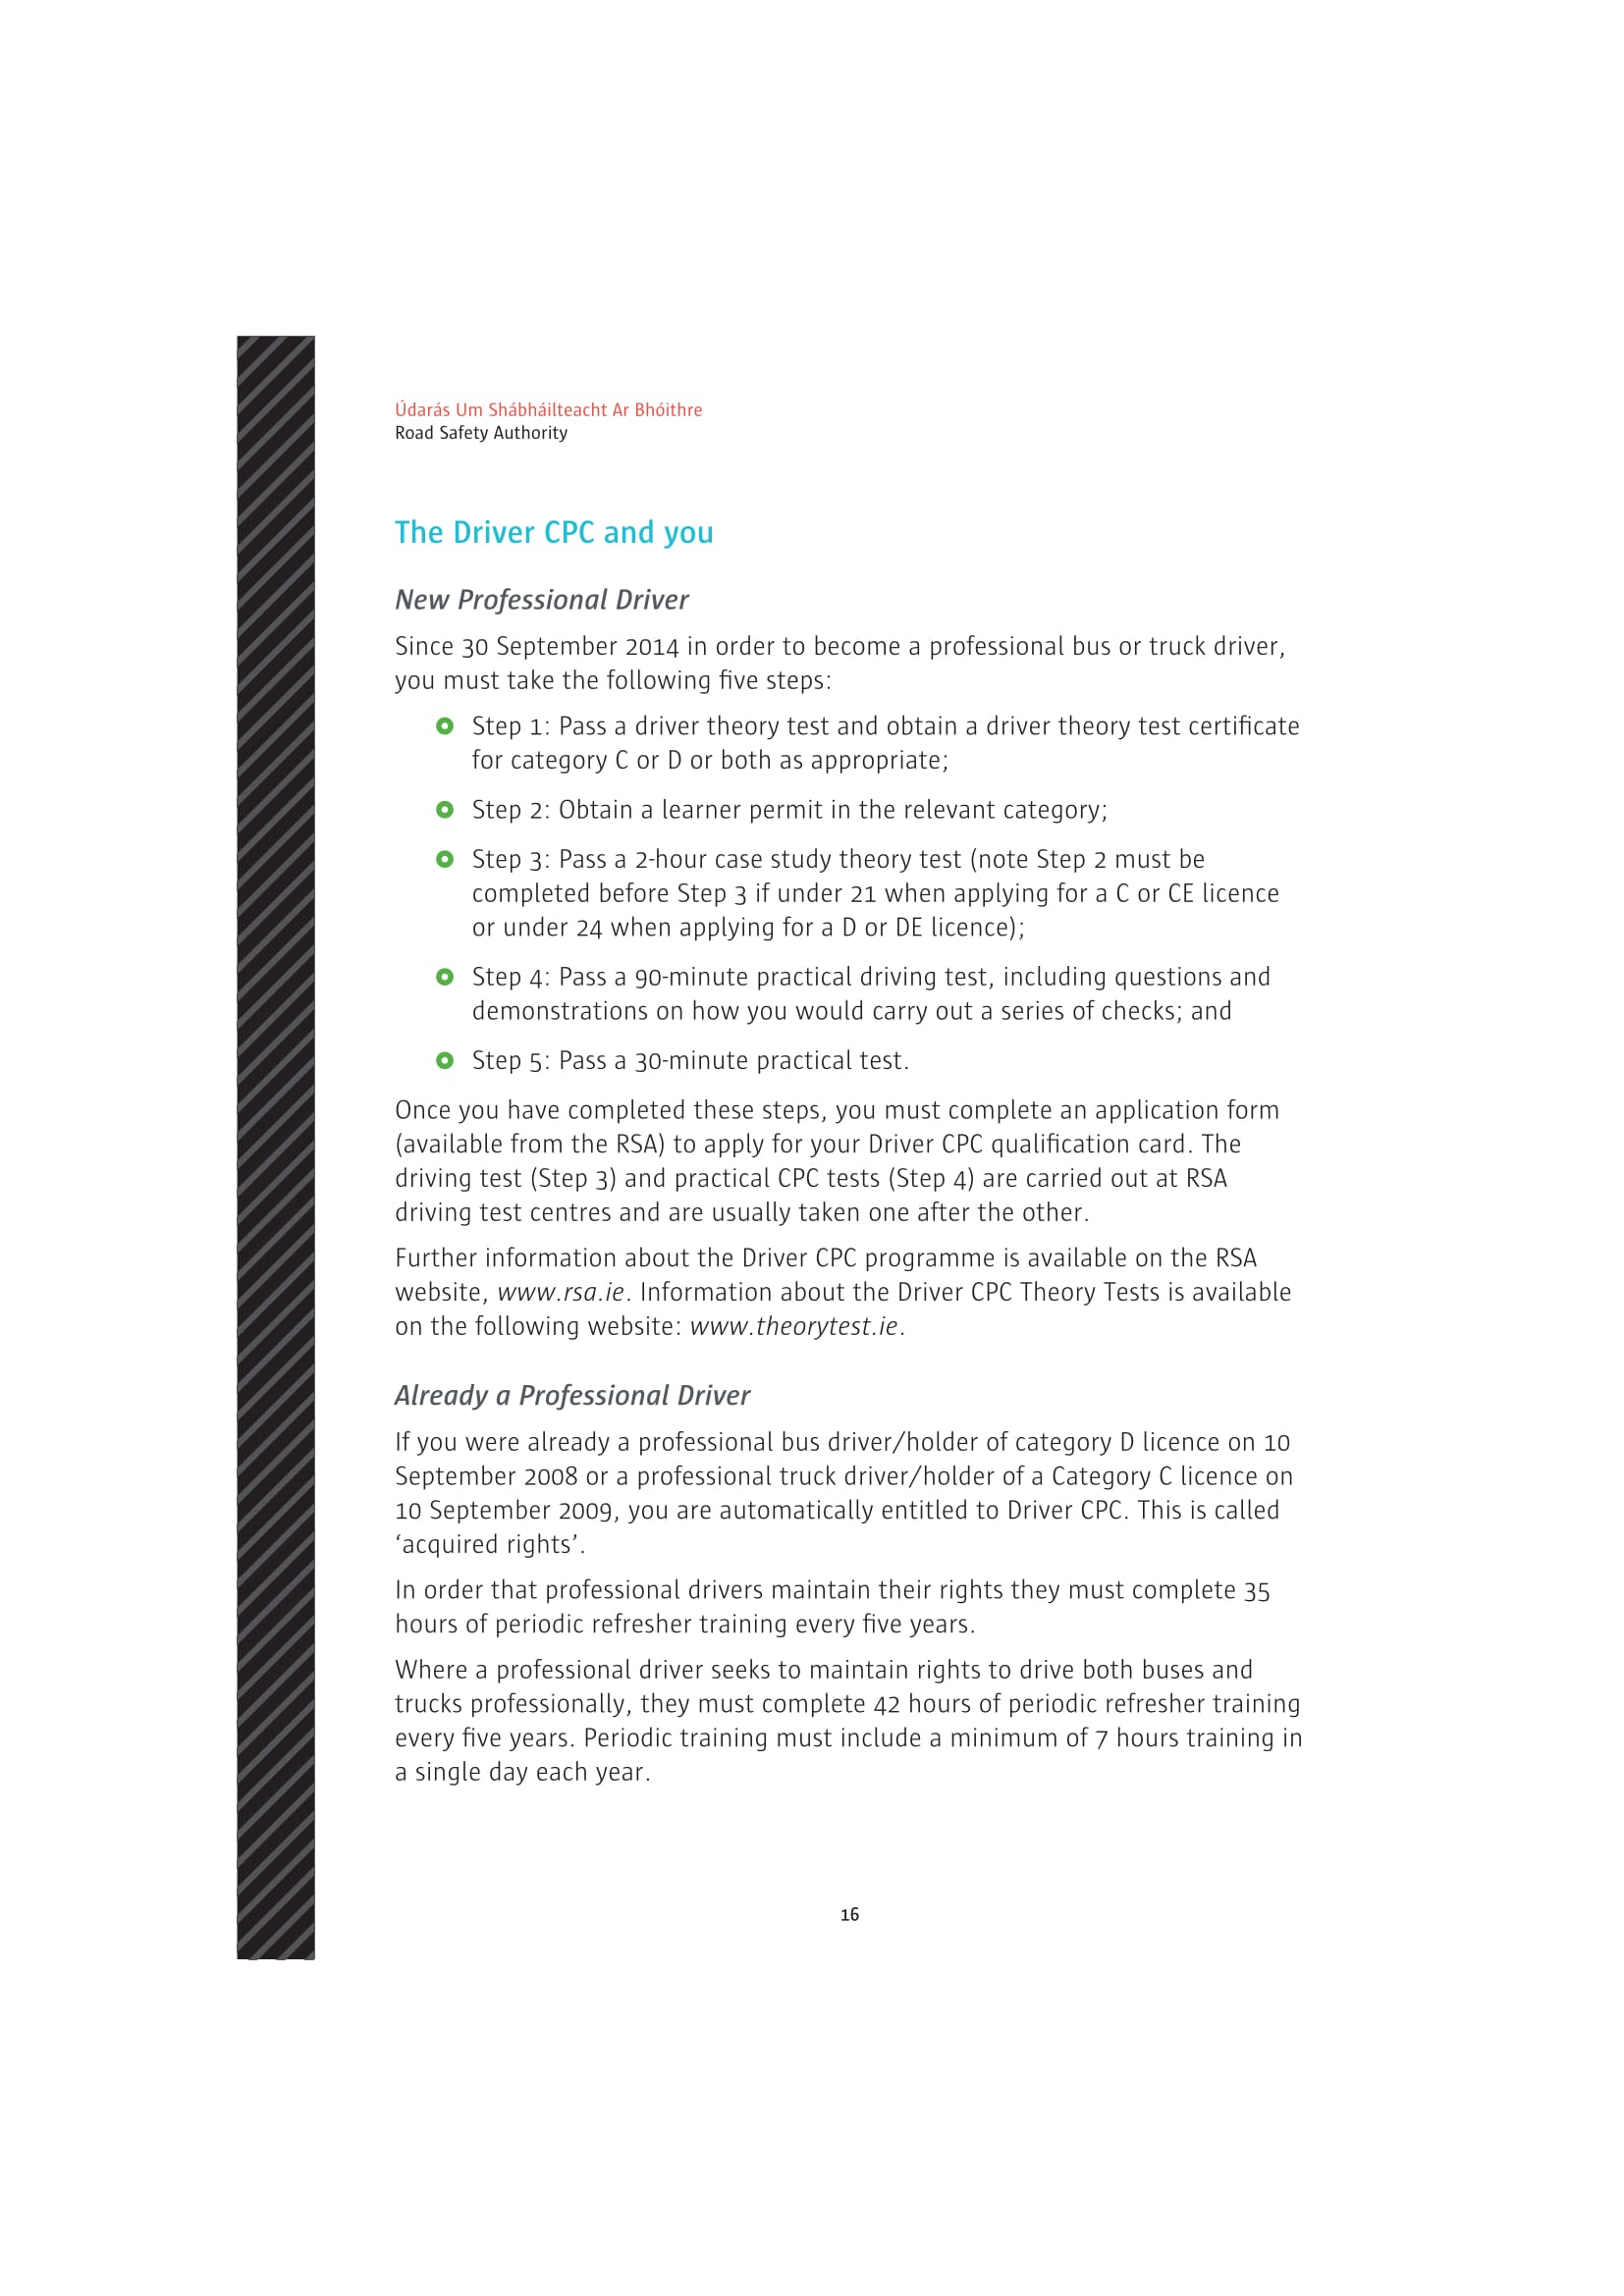 Údarás Um Shábháilteacht Ar Bhóithre
Road Safety Authority
The Driver CPC and you
New Professional Driver
Since 30 September 2014 in order to become a professional bus or truck driver,
you must take the following five steps:
Step 1: Pass a driver theory test and obtain a driver theory test certificate
for category C or D or both as appropriate;
Step 2: Obtain a learner permit in the relevant category;
Step 3: Pass a 2-hour case study theory test (note Step 2 must be
completed before Step 3 if under 21 when applying for a C or CE licence
or under 24 when applying for a D or DE licence);
Step 4: Pass a 90-minute practical driving test, including questions and
demonstrations on how you would carry out a series of checks; and
Step 5: Pass a 30-minute practical test.
Once you have completed these steps, you must complete an application form
(available from the RSA) to apply for your Driver CPC qualification card. The
driving test (Step 3) and practical CPC tests (Step 4) are carried out at RSA
driving test centres and are usually taken one after the other.
Further information about the Driver CPC programme is available on the RSA
website, www.rsa.ie. Information about the Driver CPC Theory Tests is available
on the following website: www.theorytest.ie.
Already a Professional Driver
If you were already a professional bus driver/holder of category D licence on 10
September 2008 or a professional truck driver/holder of a Category C licence on
10 September 2009, you are automatically entitled to Driver CPC. This is called
‘acquired rights’.
In order that professional drivers maintain their rights they must complete 35
hours of periodic refresher training every five years.
Where a professional driver seeks to maintain rights to drive both buses and
trucks professionally, they must complete 42 hours of periodic refresher training
every five years. Periodic training must include a minimum of 7 hours training in
a single day each year.
16